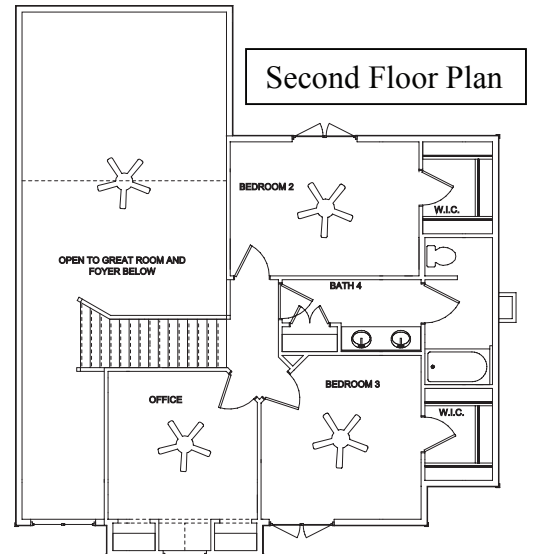 Second Floor Plan
BEDROOM 2
W.I.C.
OPEN TO GREAT ROOM AND
FOYER BELOW
BATH 4
BEDROOM 3
OFFICE
W.I.C.